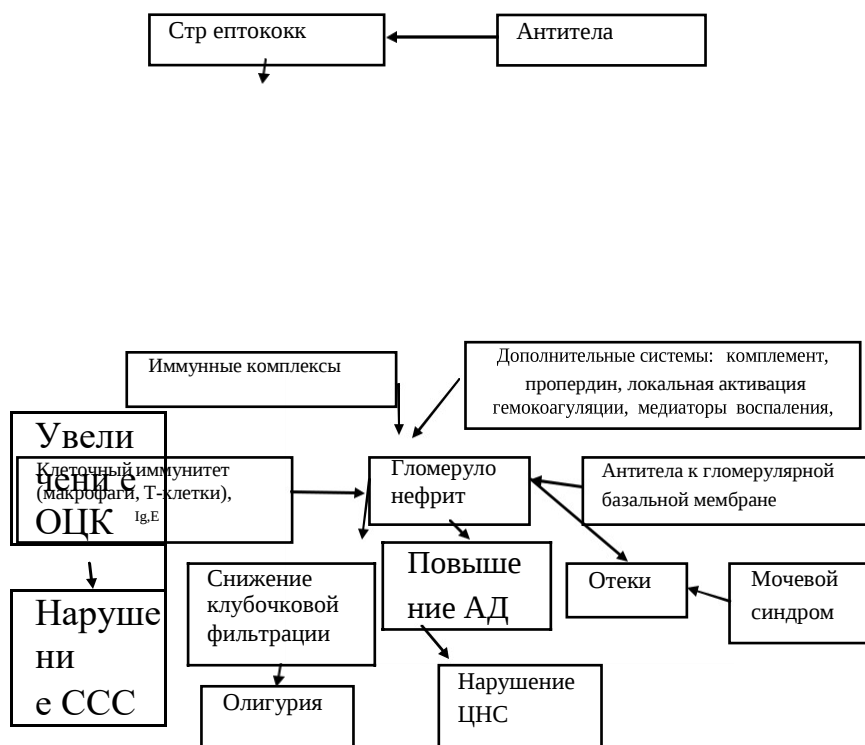 Стр ептококк
Антитела
Иммунные комплексы
Дополнительные системы: комплемент,
пропердин, локальная активация
гемокоагуляции, медиаторы воспаления,
Увели
чени е
ОЦК
Клеточный иммунитет
(макрофаги, Т-клетки),
Ig,E
Гломеруло
нефрит
Антитела к гломерулярной
базальной мембране
Наруше
ни
е ССС
Снижение
клубочковой
фильтрации
Повыше
ние АД
Отеки
Мочевой
синдром
Олигурия
Нарушение
ЦНС